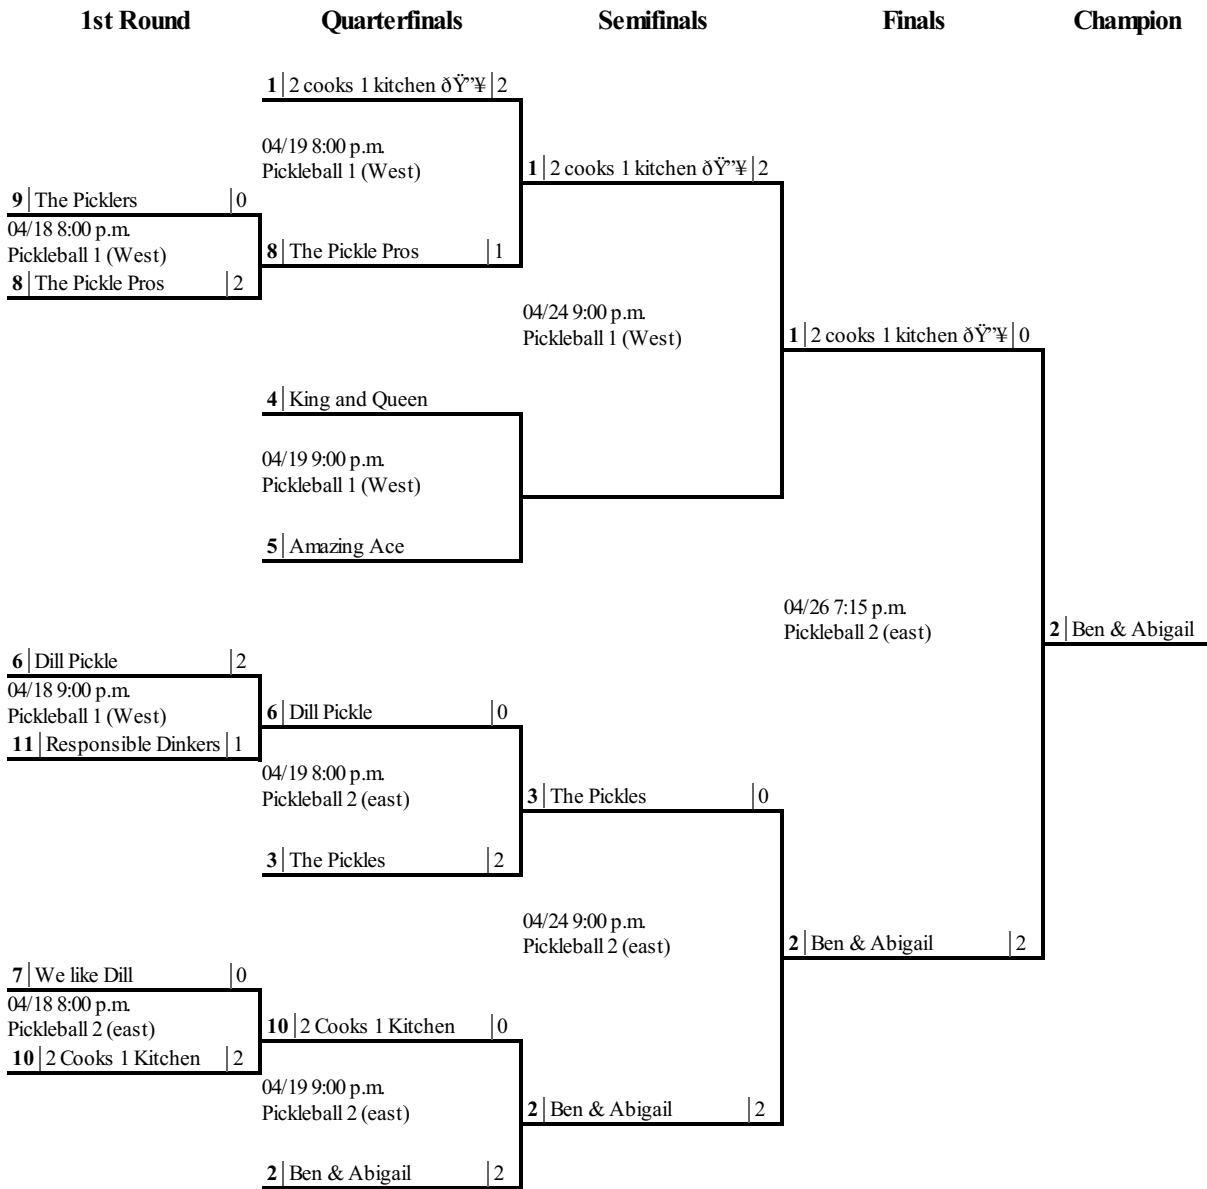 1st Round
Quarterfinals
Semifinals
Finals
Champion
1 2 cooks 1 kitchen ðŸ”¥ 2
04/19 8:00 p.m.
Pickleball 1 (West)
1 2 cooks 1 kitchen ðŸ”¥ 2
9 The Picklers 0
04/18 8:00 p.m.
Pickleball 1 (West)
8 The Pickle Pros 2
8 The Pickle Pros 1
04/24 9:00 p.m.
Pickleball 1 (West)
1 2 cooks 1 kitchen ðŸ”¥ 0
4 King and Queen
04/19 9:00 p.m.
Pickleball 1 (West)
5 Amazing Ace
04/26 7:15 p.m.
Pickleball 2 (east)
2 Ben & Abigail
6 Dill Pickle 2
04/18 9:00 p.m.
Pickleball 1 (West)
11 Responsible Dinkers 1
6 Dill Pickle 0
04/19 8:00 p.m.
Pickleball 2 (east)
3 The Pickles 0
3 The Pickles 2
04/24 9:00 p.m.
Pickleball 2 (east)
2 Ben & Abigail 2
7 We like Dill 0
04/18 8:00 p.m.
Pickleball 2 (east)
10 2 Cooks 1 Kitchen 2
10 2 Cooks 1 Kitchen 0
04/19 9:00 p.m.
Pickleball 2 (east)
2 Ben & Abigail 2
2 Ben & Abigail 2